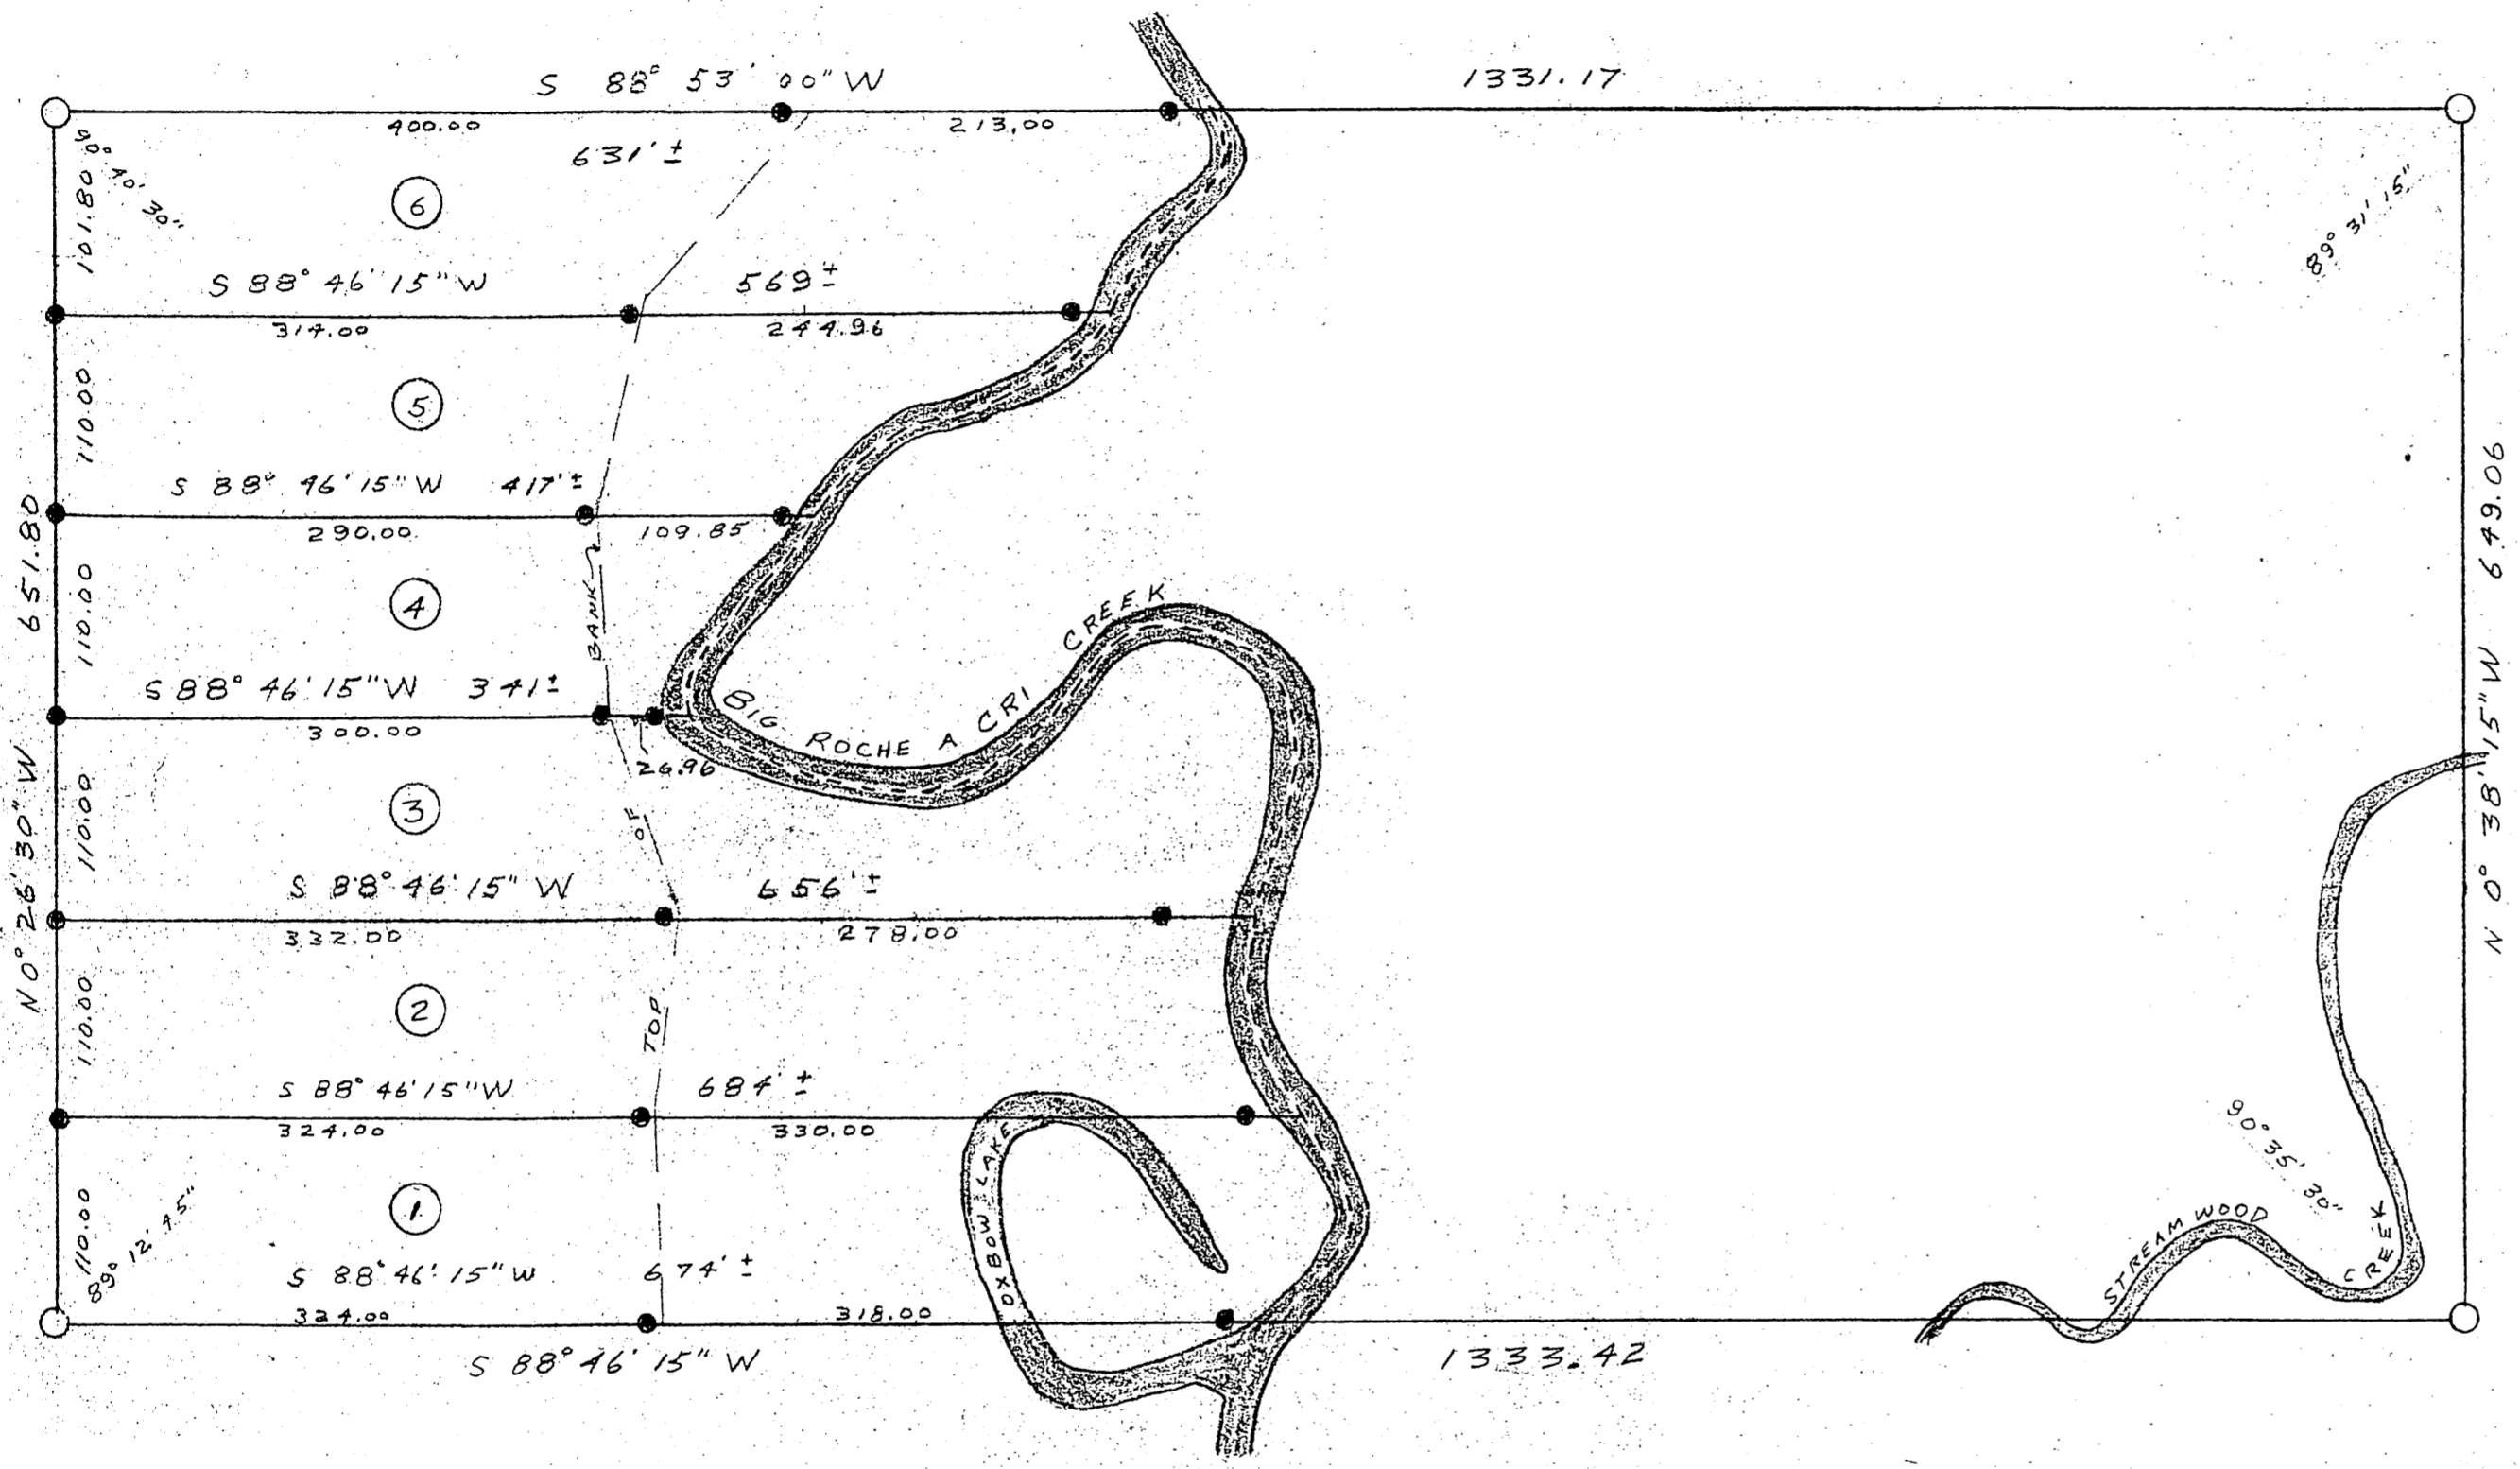 S 88° 53' 00" W
1331.17
400.00
213.00
631' ±
90° 40' 30"
101.80
6
89° 31' 15"
S 88° 46' 15" W
569 ±
317.00
244.96
110.00
5
S 88° 46' 15" W
417' ±
290.00
109.85
N 0° 26' 30" W 651.80
110.00
4
TOP OF BANK
S 88° 46' 15" W
341 ±
300.00
26.96
BIG ROCHE A CRI CREEK
N 0° 38' 15" W 649.06
110.00
3
S 88° 46' 15" W
656' ±
332.00
278.00
110.00
2
S 88° 46' 15" W
684' ±
324.00
330.00
90° 35' 30"
110.00
89° 12' 45"
1
OXBOW LAKE
STREAM WOOD CREEK
S 88° 46' 15" W
674' ±
324.00
318.00
S 88° 46' 15" W
1333.42